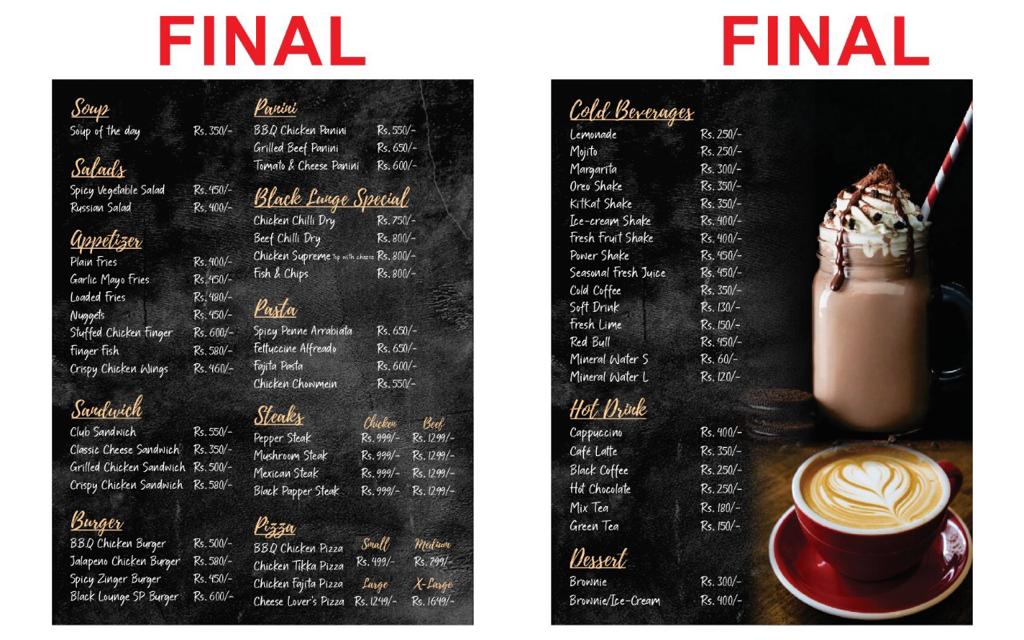 FINAL
Soup
Soup of the day Rs. 350/-
Salads
Spicy Vegetable Salad Rs. 450/-
Russian Salad Rs. 400/-
Appetizer
Plain Fries Rs. 400/-
Garlic Mayo Fries Rs. 450/-
Loaded Fries Rs. 480/-
Nuggets Rs. 450/-
Stuffed Chicken Finger Rs. 600/-
Finger Fish Rs. 580/-
Crispy Chicken Wings Rs. 460/-
Sandwich
Club Sandwich Rs. 550/-
Classic Cheese Sandwich Rs. 350/-
Grilled Chicken Sandwich Rs. 500/-
Crispy Chicken Sandwich Rs. 580/-
Burger
B.B.Q Chicken Burger Rs. 500/-
Jalapeno Chicken Burger Rs. 580/-
Spicy Zinger Burger Rs. 450/-
Black Lounge SP Burger Rs. 600/-
Panini
B.B.Q Chicken Panini Rs. 550/-
Grilled Beef Panini Rs. 650/-
Tomato & Cheese Panini Rs. 600/-
Black Lunge Special
Chicken Chilli Dry Rs. 750/-
Beef Chilli Dry Rs. 800/-
Chicken Supreme Top with cheese Rs. 800/-
Fish & Chips Rs. 800/-
Pasta
Spicy Penne Arrabiata Rs. 650/-
Fettuccine Alfreado Rs. 650/-
Fajita Pasta Rs. 600/-
Chicken Chowmein Rs. 550/-
Steaks Chicken Beef
Pepper Steak Rs. 999/- Rs. 1299/-
Mushroom Steak Rs. 999/- Rs. 1299/-
Mexican Steak Rs. 999/- Rs. 1299/-
Black Papper Steak Rs. 999/- Rs. 1299/-
Pizza
B.B.Q Chicken Pizza Small Medium
Chicken Tikka Pizza Rs. 499/- Rs. 799/-
Chicken Fajita Pizza Large X-Large
Cheese Lover's Pizza Rs. 1249/- Rs. 1649/-
FINAL
Cold Beverages
Lemonade Rs. 250/-
Mojito Rs. 250/-
Margarita Rs. 300/-
Oreo Shake Rs. 350/-
KitKat Shake Rs. 350/-
Ice-cream Shake Rs. 400/-
Fresh Fruit Shake Rs. 400/-
Power Shake Rs. 450/-
Seasonal Fresh Juice Rs. 450/-
Cold Coffee Rs. 350/-
Soft Drink Rs. 130/-
Fresh Lime Rs. 150/-
Red Bull Rs. 450/-
Mineral Water S Rs. 60/-
Mineral Water L Rs. 120/-
Hot Drink
Cappuccino Rs. 400/-
Café Latte Rs. 350/-
Black Coffee Rs. 250/-
Hot Chocolate Rs. 250/-
Mix Tea Rs. 180/-
Green Tea Rs. 150/-
Dessert
Brownie Rs. 300/-
Brownie/Ice-Cream Rs. 400/-